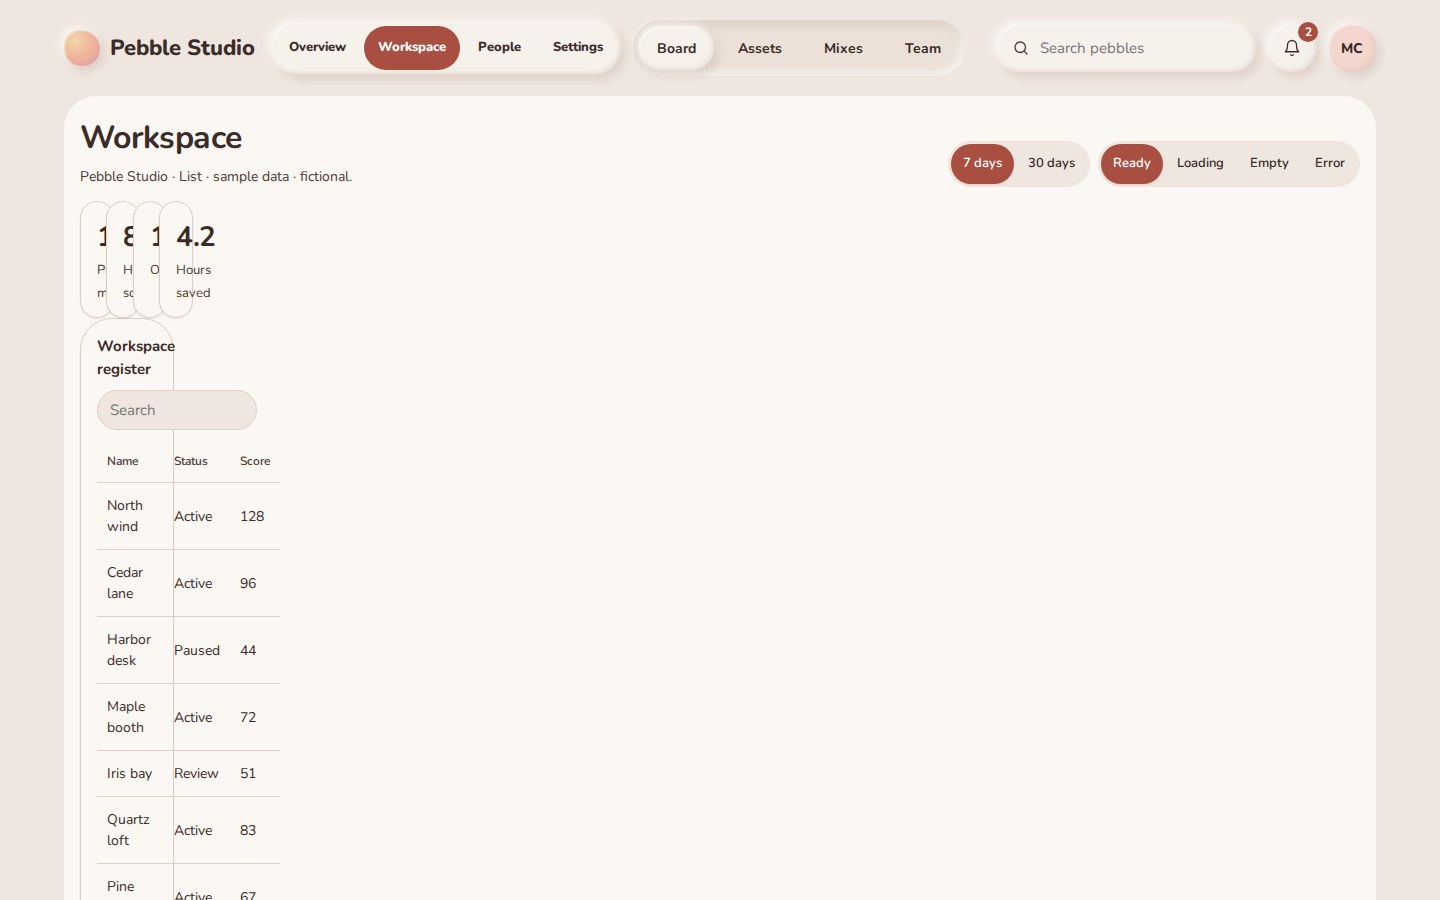 Pebble Studio
Overview
Workspace
People
Settings
Board
Assets
Mixes
Team
Search pebbles
2
MC
Workspace
Pebble Studio · List · sample data · fictional.
7 days
30 days
Ready
Loading
Empty
Error
4.2
Hours
saved
Workspace
register
Search
Name Status Score
North
wind
Active 128
Cedar
lane
Active 96
Harbor
desk
Paused 44
Maple
booth
Active 72
Iris bay Review 51
Quartz
loft
Active 83
Pine
Active 67